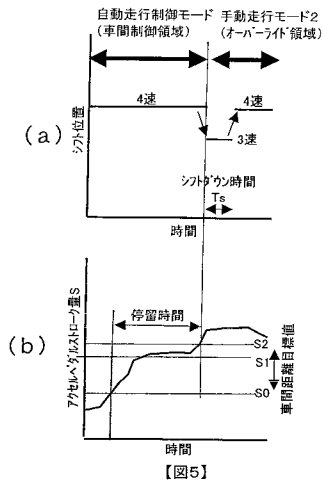 自動走行制御モード
(車間制御領域)
手動走行モード2
(オーバーライド領域)
(a)
シフト位置
4速
4速
3速
シフトダウン時間
Ts
時間
(b)
アクセルペダルストローク量S
停留時間
S2
S1
S0
車間距離目標値
時間
【図5】